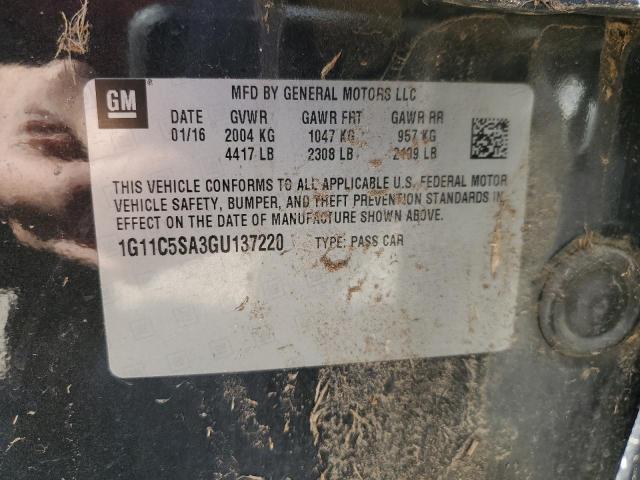 GM
MFD BY GENERAL MOTORS LLC
DATE GVWR GAWR FRT GAWR RR
01/16 2004 KG 1047 KG 957 KG
4417 LB 2308 LB 2109 LB
THIS VEHICLE CONFORMS TO ALL APPLICABLE U.S. FEDERAL MOTOR
VEHICLE SAFETY, BUMPER, AND THEFT PREVENTION STANDARDS IN
EFFECT ON THE DATE OF MANUFACTURE SHOWN ABOVE.
1G11C5SA3GU137220 TYPE: PASS CAR